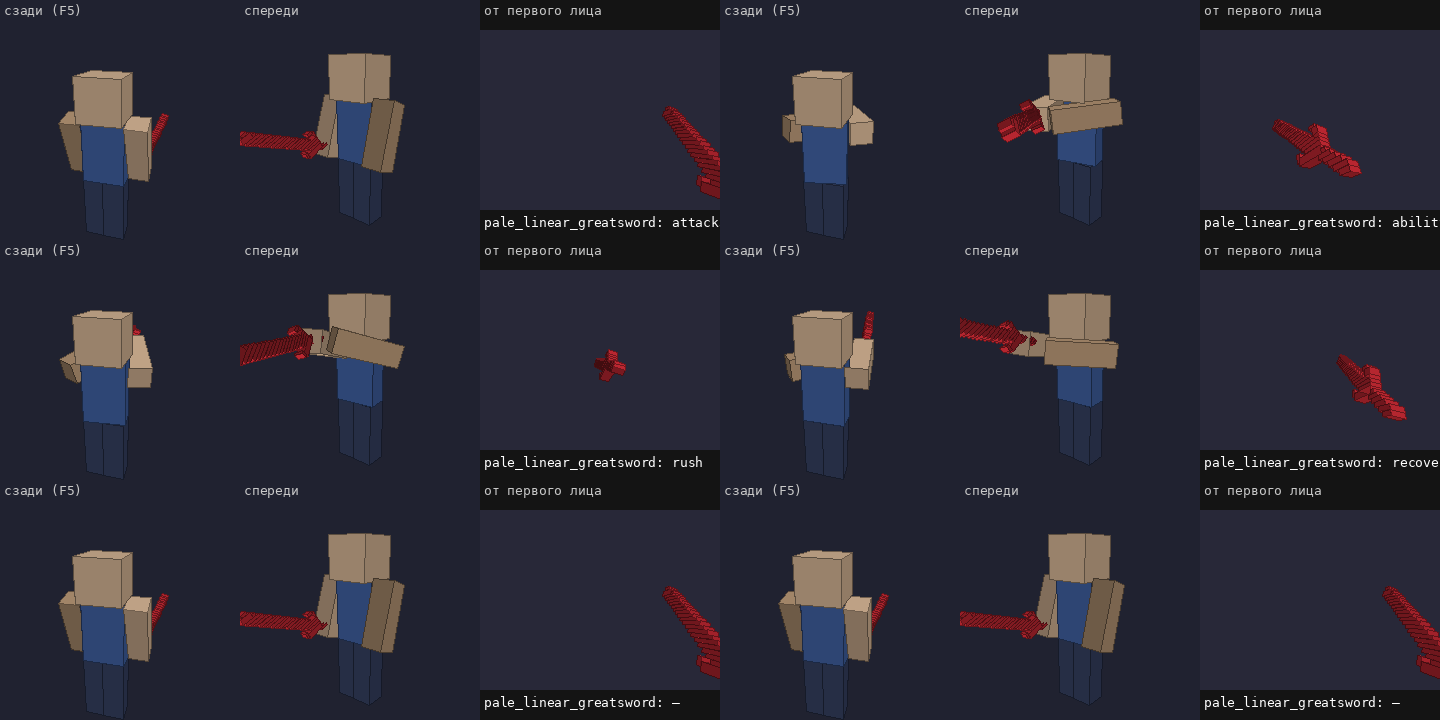 сзади (F5) спереди от первого лица сзади (F5) спереди от первого лица
pale_linear_greatsword: attack pale_linear_greatsword: abilit
сзади (F5) спереди от первого лица сзади (F5) спереди от первого лица
pale_linear_greatsword: rush pale_linear_greatsword: recove
сзади (F5) спереди от первого лица сзади (F5) спереди от первого лица
pale_linear_greatsword: — pale_linear_greatsword: —